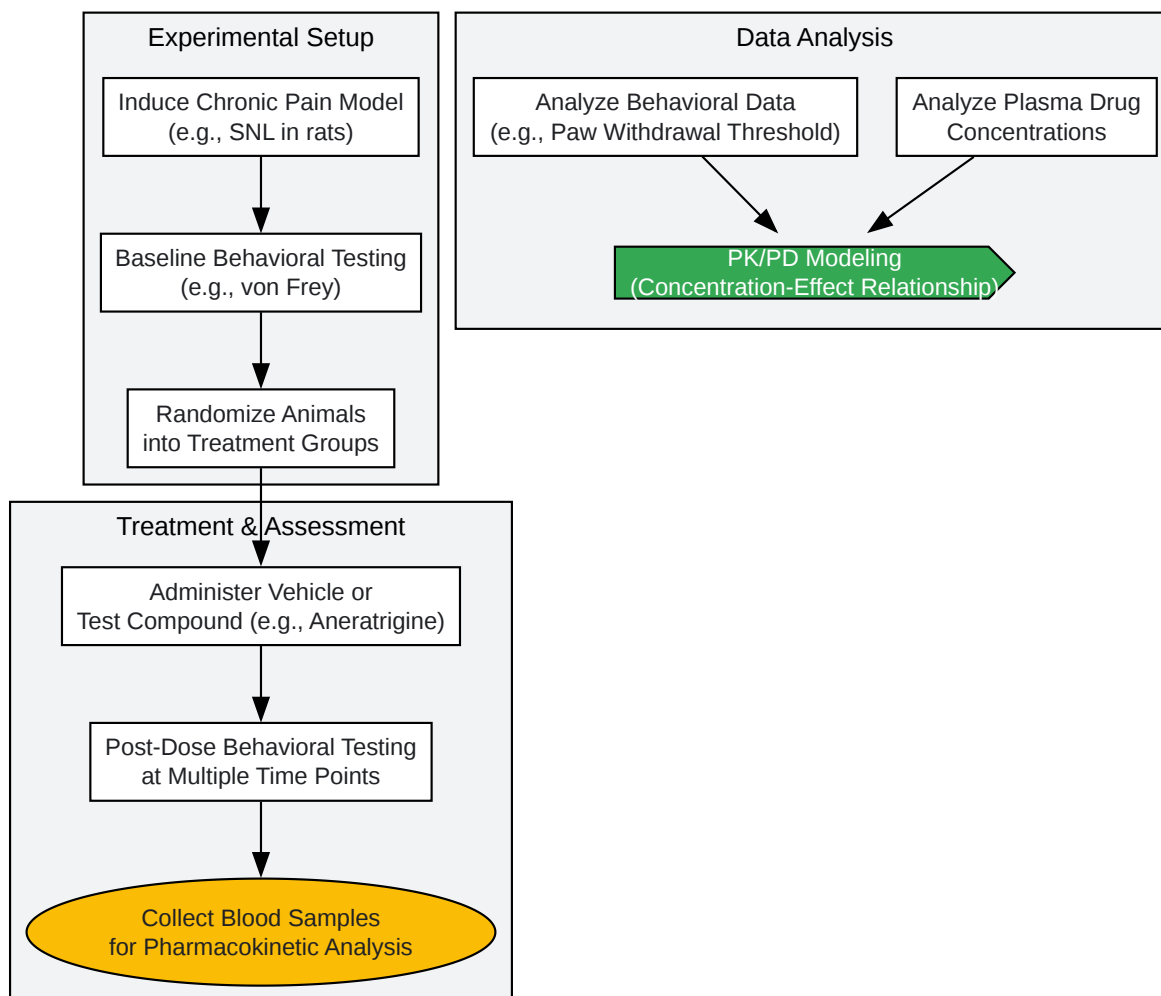 Experimental Setup
Induce Chronic Pain Model
(e.g., SNL in rats)
Baseline Behavioral Testing
(e.g., von Frey)
Randomize Animals
into Treatment Groups
Treatment & Assessment
Administer Vehicle or
Test Compound (e.g., Aneratrigine)
Post-Dose Behavioral Testing
at Multiple Time Points
Collect Blood Samples
for Pharmacokinetic Analysis
Data Analysis
Analyze Behavioral Data
(e.g., Paw Withdrawal Threshold)
Analyze Plasma Drug
Concentrations
PK/PD Modeling
(Concentration-Effect Relationship)